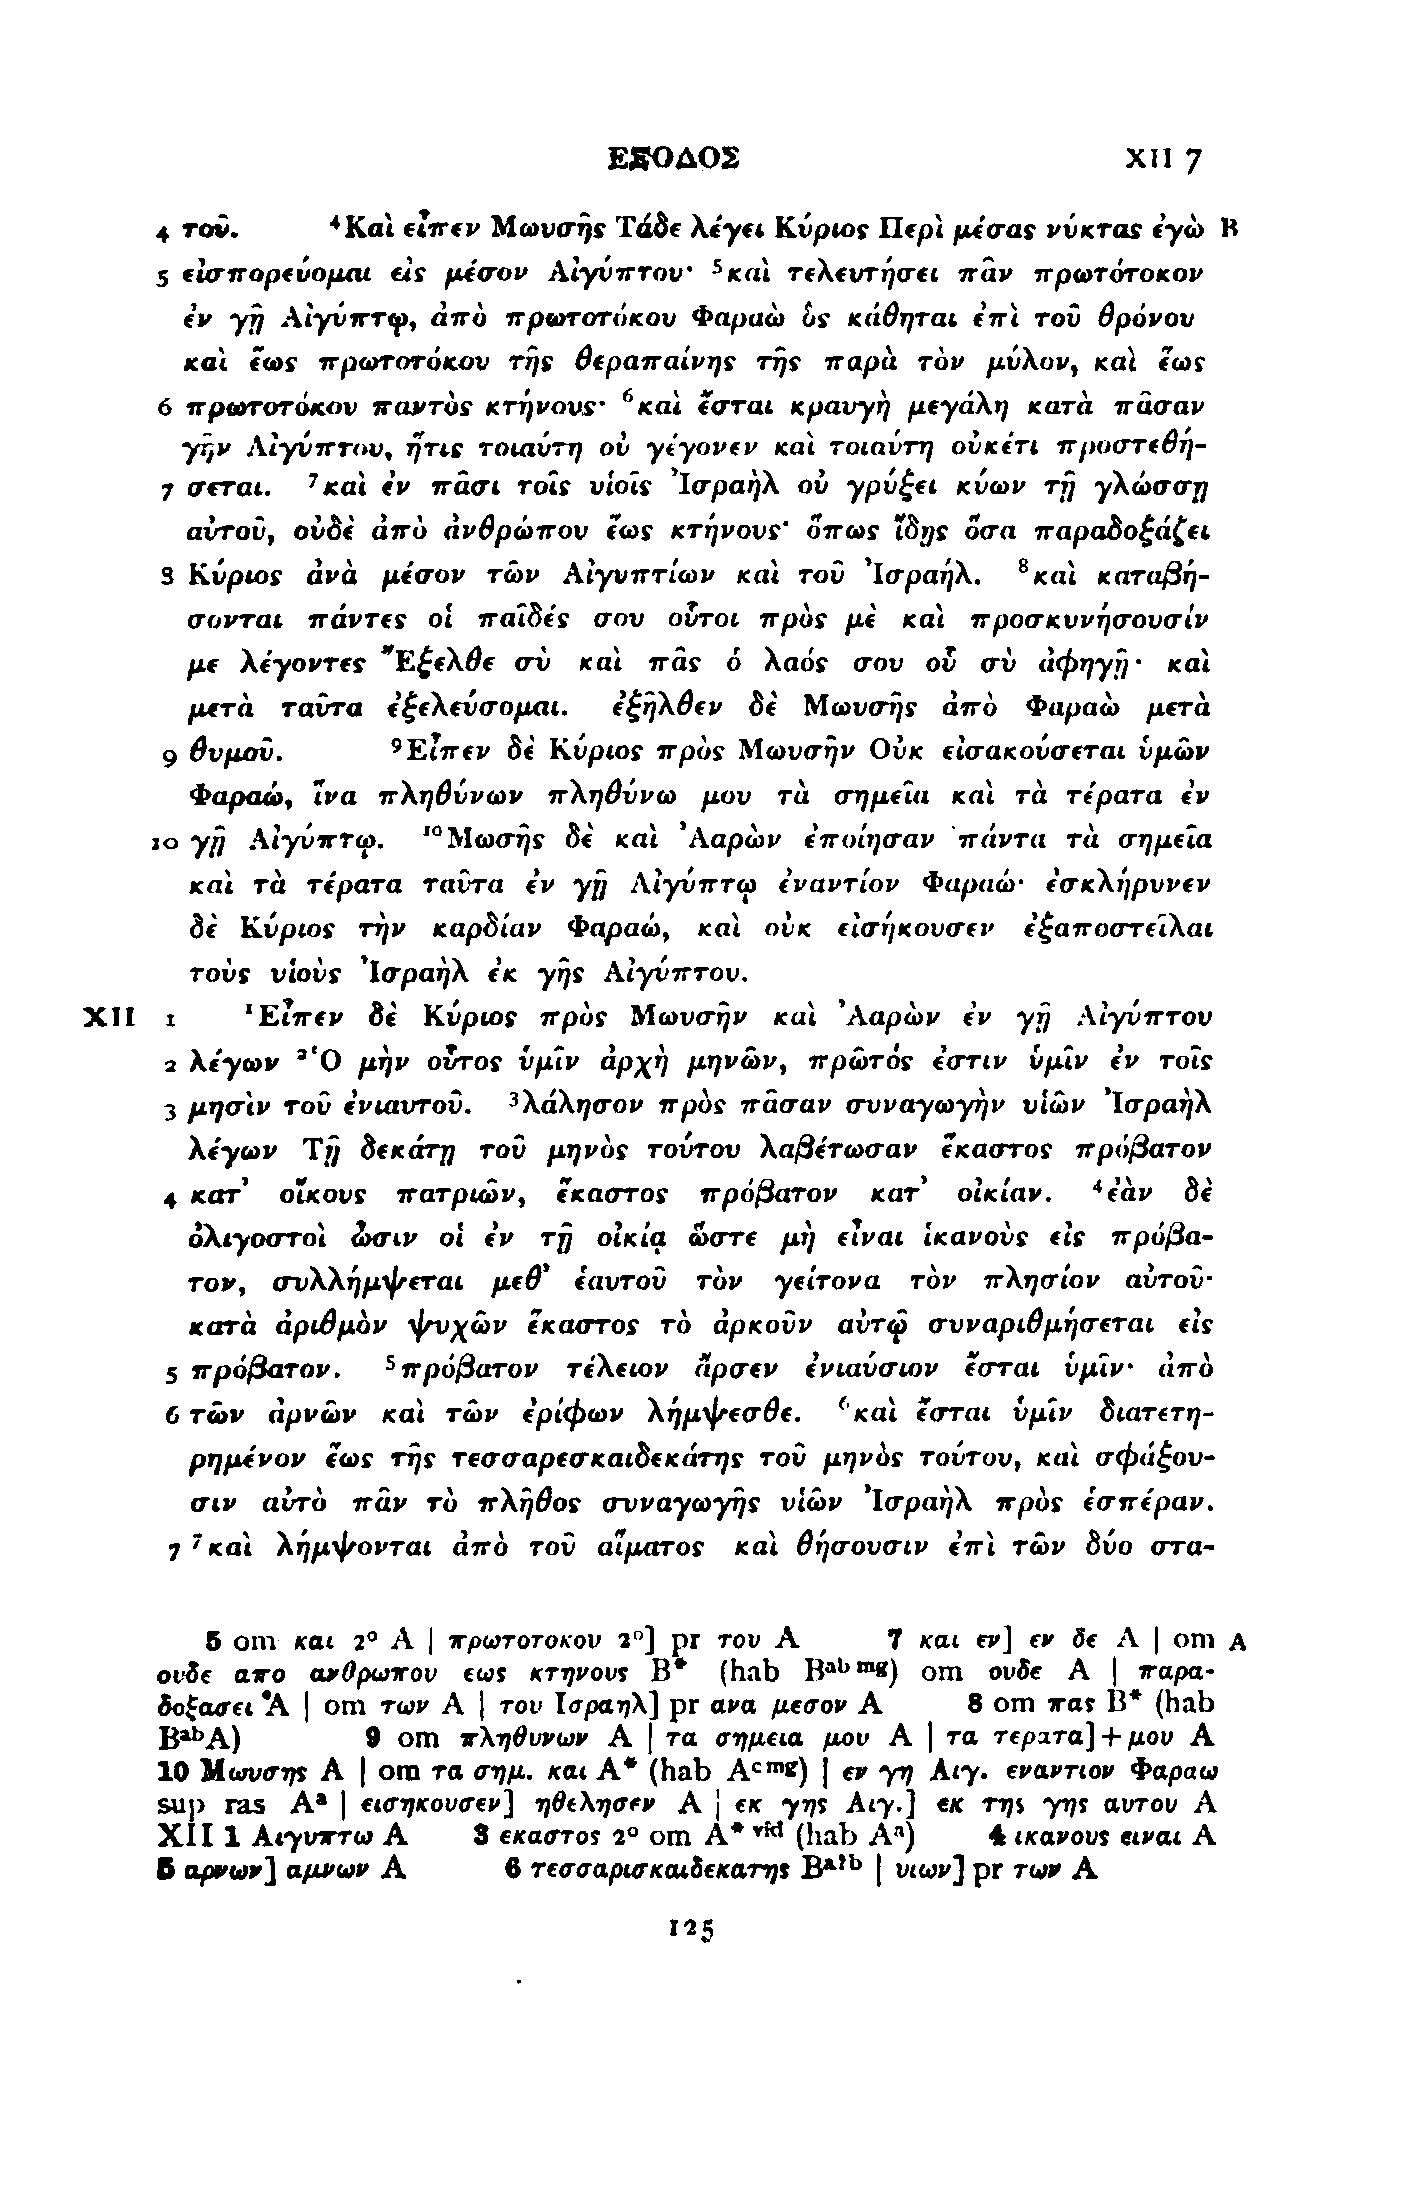 ΕΞΟΔΟΣ XII 7
4 του. ⁴Καὶ εἶπεν Μωυσῆς Τάδε λέγει Κύριος Περὶ μέσας νύκτας ἐγὼ B
5 εἰσπορεύομαι εἰς μέσον Αἰγύπτου· ⁵καὶ τελευτήσει πᾶν πρωτότοκον
ἐν γῇ Αἰγύπτῳ, ἀπὸ πρωτοτόκου Φαραὼ ὃς κάθηται ἐπὶ τοῦ θρόνου
καὶ ἕως πρωτοτόκου τῆς θεραπαίνης τῆς παρὰ τὸν μύλον, καὶ ἕως
6 πρωτοτόκου παντὸς κτήνους· ⁶καὶ ἔσται κραυγὴ μεγάλη κατὰ πᾶσαν
γῆν Αἰγύπτου, ἥτις τοιαύτη οὐ γέγονεν καὶ τοιαύτη οὐκέτι προστεθή-
7 σεται. ⁷καὶ ἐν πᾶσι τοῖς υἱοῖς Ἰσραὴλ οὐ γρύξει κύων τῇ γλώσσῃ
αὐτοῦ, οὐδὲ ἀπὸ ἀνθρώπου ἕως κτήνους· ὅπως ἴδῃς ὅσα παραδοξάζει
8 Κύριος ἀνὰ μέσον τῶν Αἰγυπτίων καὶ τοῦ Ἰσραήλ. ⁸καὶ καταβή-
σονται πάντες οἱ παῖδές σου οὗτοι πρὸς μὲ καὶ προσκυνήσουσίν
με λέγοντες Ἔξελθε σὺ καὶ πᾶς ὁ λαός σου οὗ σὺ ἀφηγῇ· καὶ
μετὰ ταῦτα ἐξελεύσομαι. ἐξῆλθεν δὲ Μωυσῆς ἀπὸ Φαραὼ μετὰ
9 θυμοῦ. ⁹Εἶπεν δὲ Κύριος πρὸς Μωυσῆν Οὐκ εἰσακούσεται ὑμῶν
Φαραώ, ἵνα πληθύνων πληθύνω μου τὰ σημεῖα καὶ τὰ τέρατα ἐν
10 γῇ Αἰγύπτῳ. ¹⁰Μωσῆς δὲ καὶ Ἀαρὼν ἐποίησαν πάντα τὰ σημεῖα
καὶ τὰ τέρατα ταῦτα ἐν γῇ Αἰγύπτῳ ἐναντίον Φαραώ· ἐσκλήρυνεν
δὲ Κύριος τὴν καρδίαν Φαραώ, καὶ οὐκ εἰσήκουσεν ἐξαποστεῖλαι
τοὺς υἱοὺς Ἰσραὴλ ἐκ γῆς Αἰγύπτου.
XII 1 ¹Εἶπεν δὲ Κύριος πρὸς Μωυσῆν καὶ Ἀαρὼν ἐν γῇ Αἰγύπτου
2 λέγων ²Ὁ μὴν οὗτος ὑμῖν ἀρχὴ μηνῶν, πρῶτός ἐστιν ὑμῖν ἐν τοῖς
3 μησὶν τοῦ ἐνιαυτοῦ. ³λάλησον πρὸς πᾶσαν συναγωγὴν υἱῶν Ἰσραὴλ
λέγων Τῇ δεκάτῃ τοῦ μηνὸς τούτου λαβέτωσαν ἕκαστος πρόβατον
4 κατ’ οἴκους πατριῶν, ἕκαστος πρόβατον κατ’ οἰκίαν. ⁴ἐὰν δὲ
ὀλιγοστοὶ ὦσιν οἱ ἐν τῇ οἰκίᾳ ὥστε μὴ εἶναι ἱκανοὺς εἰς πρόβα-
τον, συλλήμψεται μεθ’ ἑαυτοῦ τὸν γείτονα τὸν πλησίον αὐτοῦ·
κατὰ ἀριθμὸν ψυχῶν ἕκαστος τὸ ἀρκοῦν αὐτῷ συναριθμήσεται εἰς
5 πρόβατον. ⁵πρόβατον τέλειον ἄρσεν ἐνιαύσιον ἔσται ὑμῖν· ἀπὸ
6 τῶν ἀρνῶν καὶ τῶν ἐρίφων λήμψεσθε. ⁶καὶ ἔσται ὑμῖν διατετη-
ρημένον ἕως τῆς τεσσαρεσκαιδεκάτης τοῦ μηνὸς τούτου, καὶ σφάξου-
σιν αὐτὸ πᾶν τὸ πλῆθος συναγωγῆς υἱῶν Ἰσραὴλ πρὸς ἑσπέραν.
7 ⁷καὶ λήμψονται ἀπὸ τοῦ αἵματος καὶ θήσουσιν ἐπὶ τῶν δύο στα-
5 om και 2° A | πρωτοτοκου 2°] pr του A 7 και εν] εν δε A | om A
ουδε απο ανθρωπου εως κτηνους B* (hab Bᵃᵇ ᵐᵍ) om ουδε A | παρα-
δοξασει A | om των A | του Ισραηλ] pr ανα μεσον A 8 om πας B* (hab
BᵃᵇA) 9 om πληθυνων A | τα σημεια μου A | τα τερατα]+μου A
10 Μωυσης A | om τα σημ. και A* (hab Aᶜ ᵐᵍ) | εν γη Αιγ. εναντιον Φαραω
sup ras Aᵃ | εισηκουσεν] ηθελησεν A | εκ γης Αιγ.] εκ της γης αυτου A
XII 1 Αιγυπτω A 3 εκαστος 2° om A* ᵛⁱᵈ (hab Aᵃ) 4 ικανους ειναι A
5 αρνων] αμνων A 6 τεσσαρισκαιδεκατης Bᵃ?ᵇ | υιων] pr των A
125